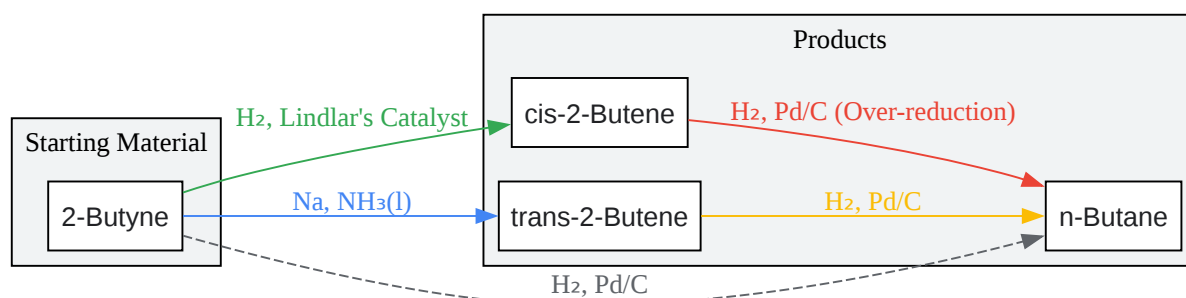 Products
H₂, Lindlar's Catalyst
cis-2-Butene
H₂, Pd/C (Over-reduction)
Starting Material
2-Butyne
Na, NH₃(l)
trans-2-Butene
H₂, Pd/C
n-Butane
H₂, Pd/C